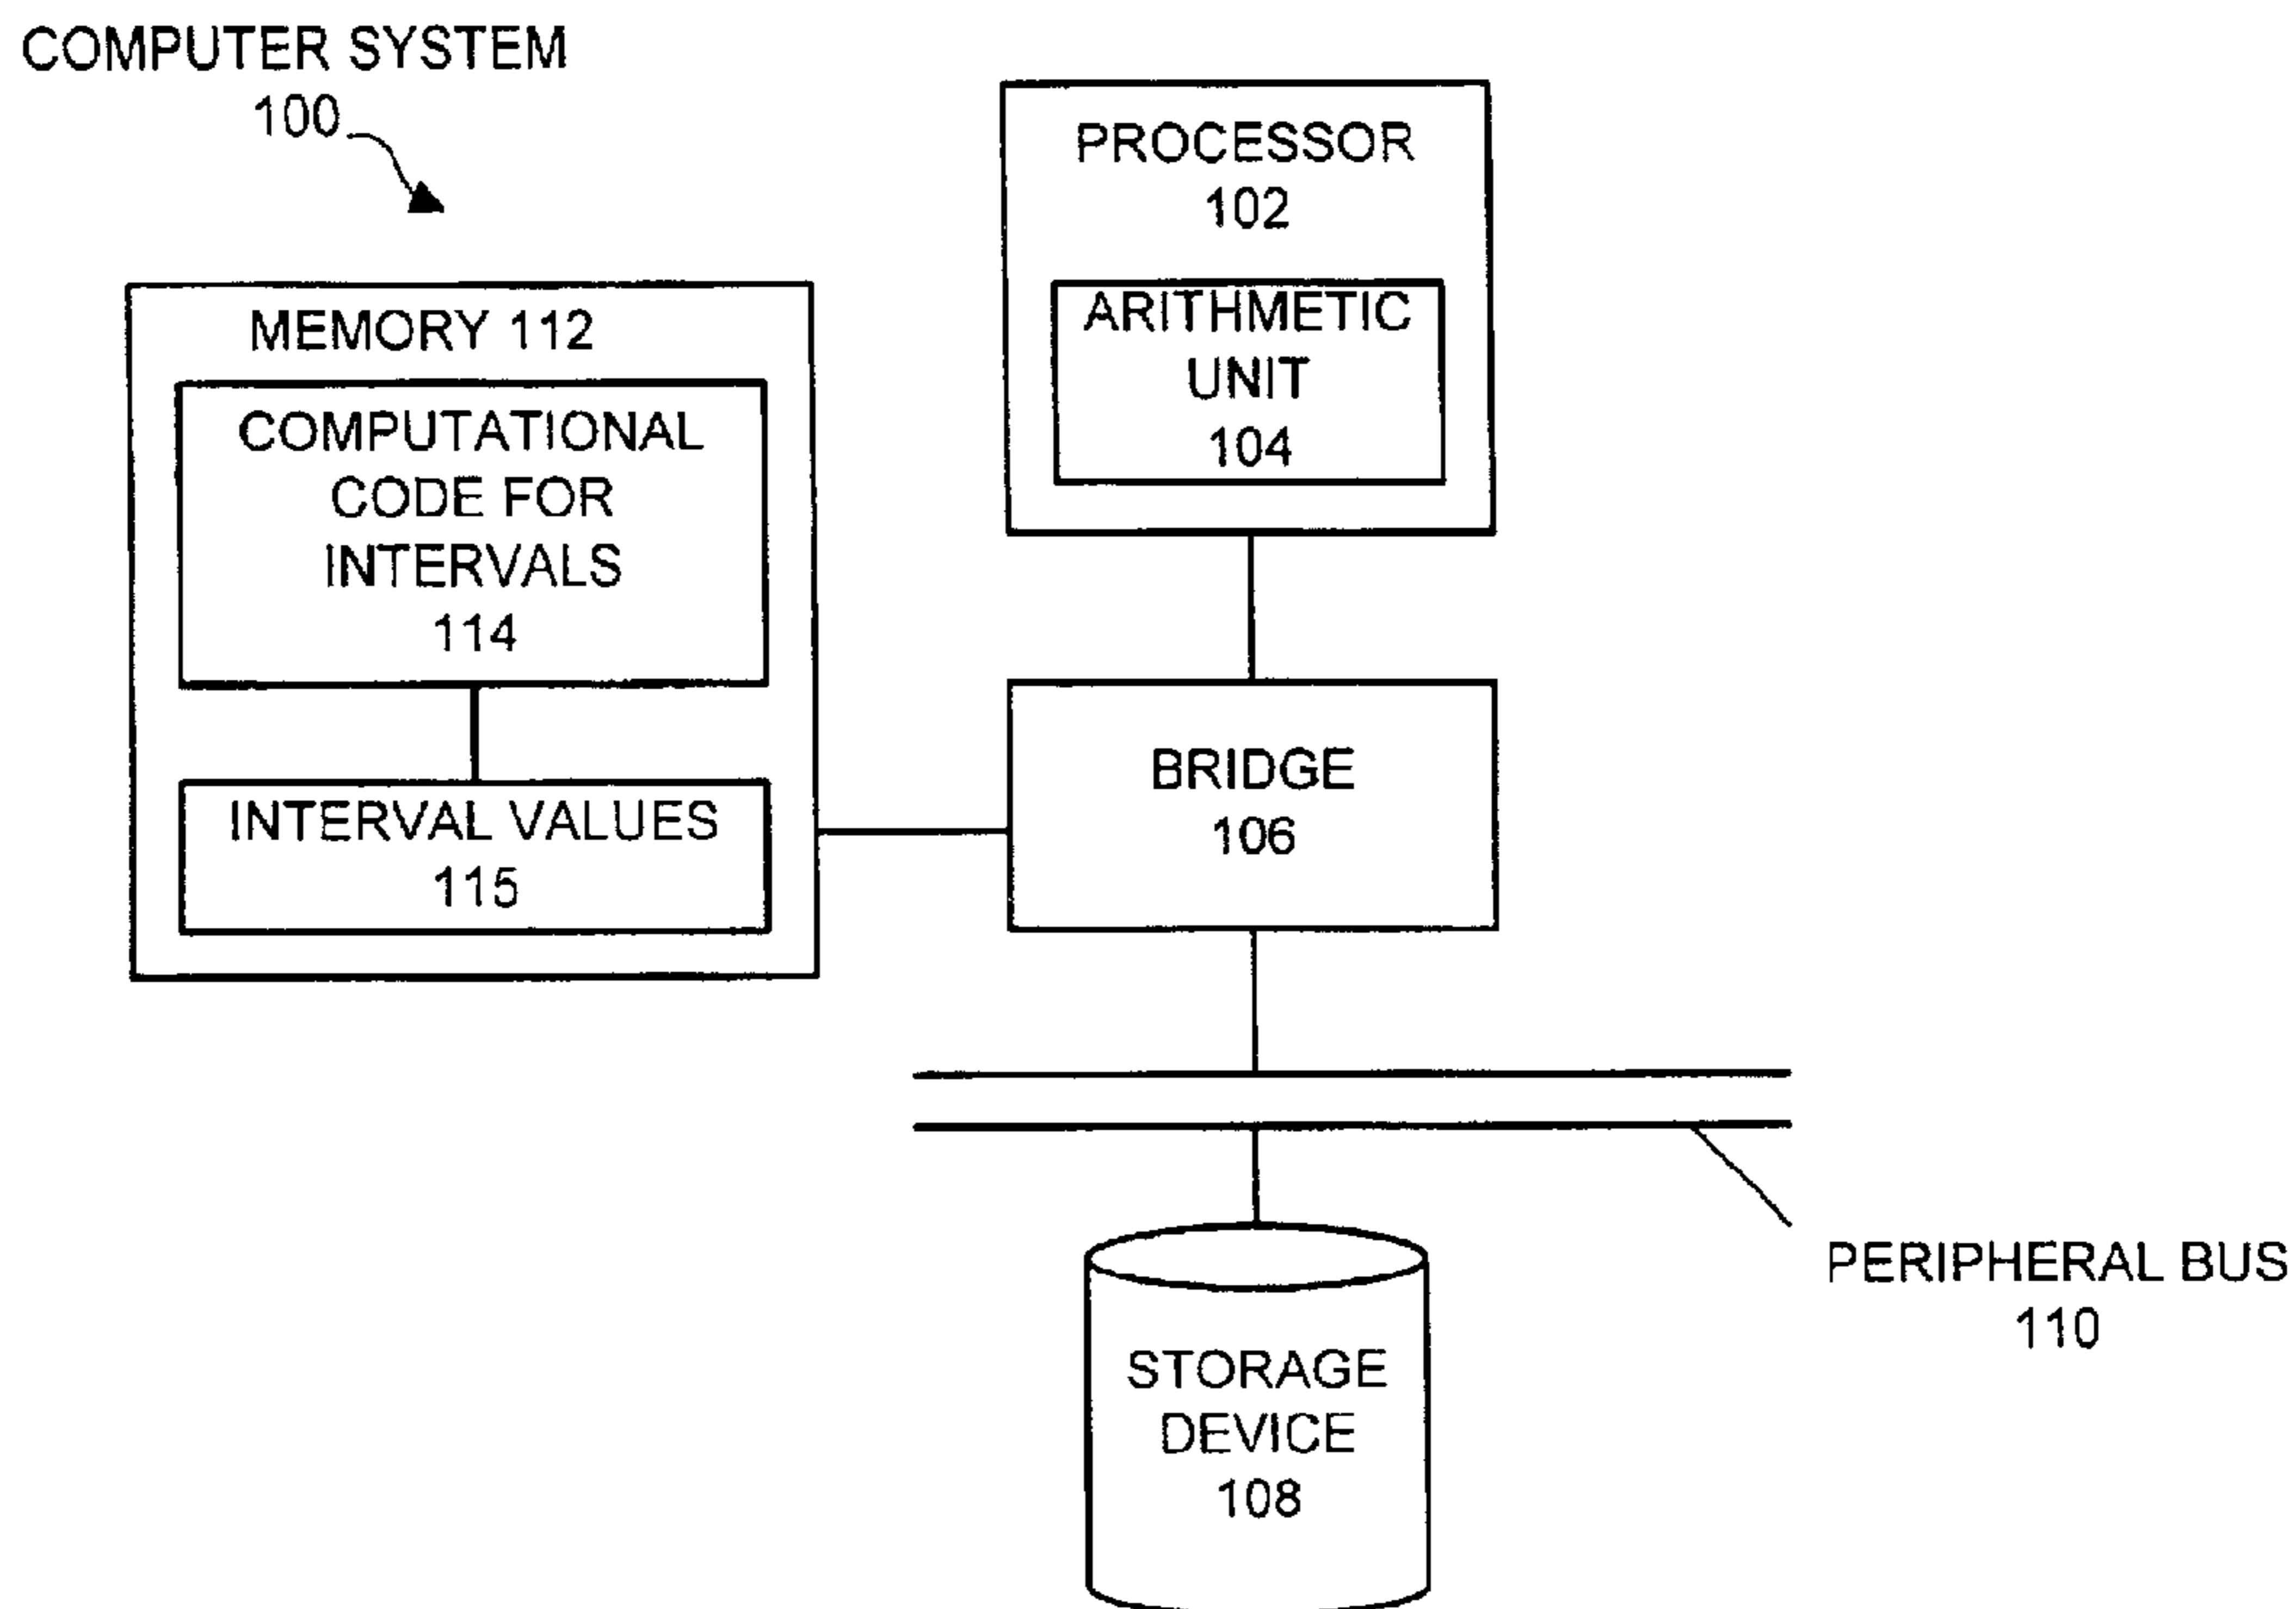 COMPUTER SYSTEM
100
PROCESSOR
102
ARITHMETIC
UNIT
104
MEMORY 112
COMPUTATIONAL
CODE FOR
INTERVALS
114
INTERVAL VALUES
115
BRIDGE
106
PERIPHERAL BUS
110
STORAGE
DEVICE
108